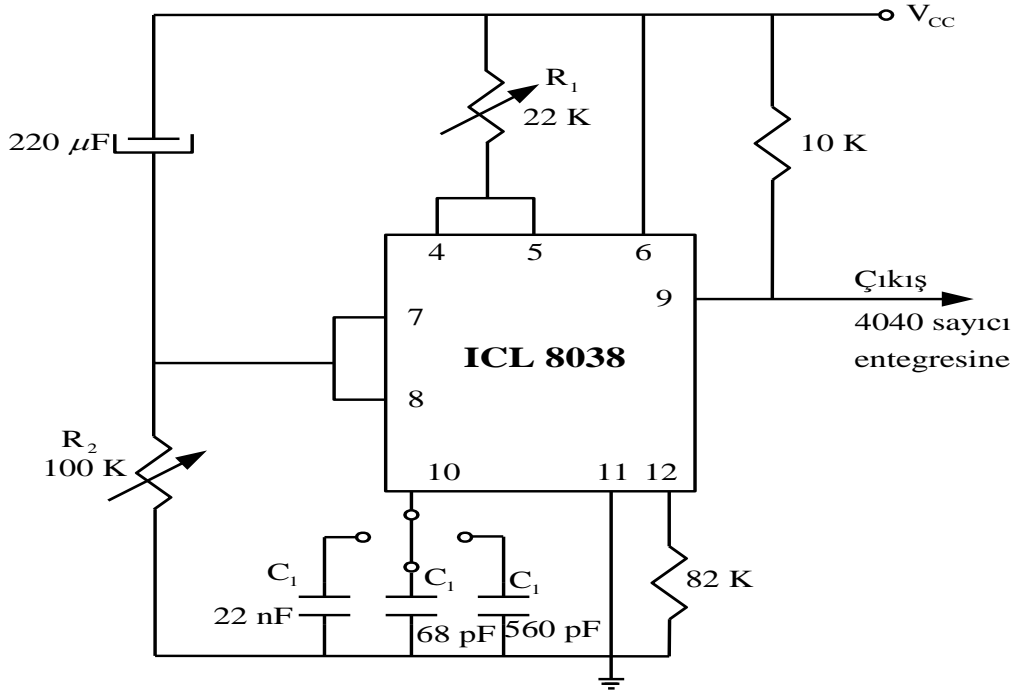 V_CC
R_1
22 K
220 μF
10 K
4
5
6
9
Çıkış
4040 sayıcı
entegresine
7
ICL 8038
8
R_2
100 K
10
11
12
C_1
22 nF
C_1
68 pF
C_1
560 pF
82 K